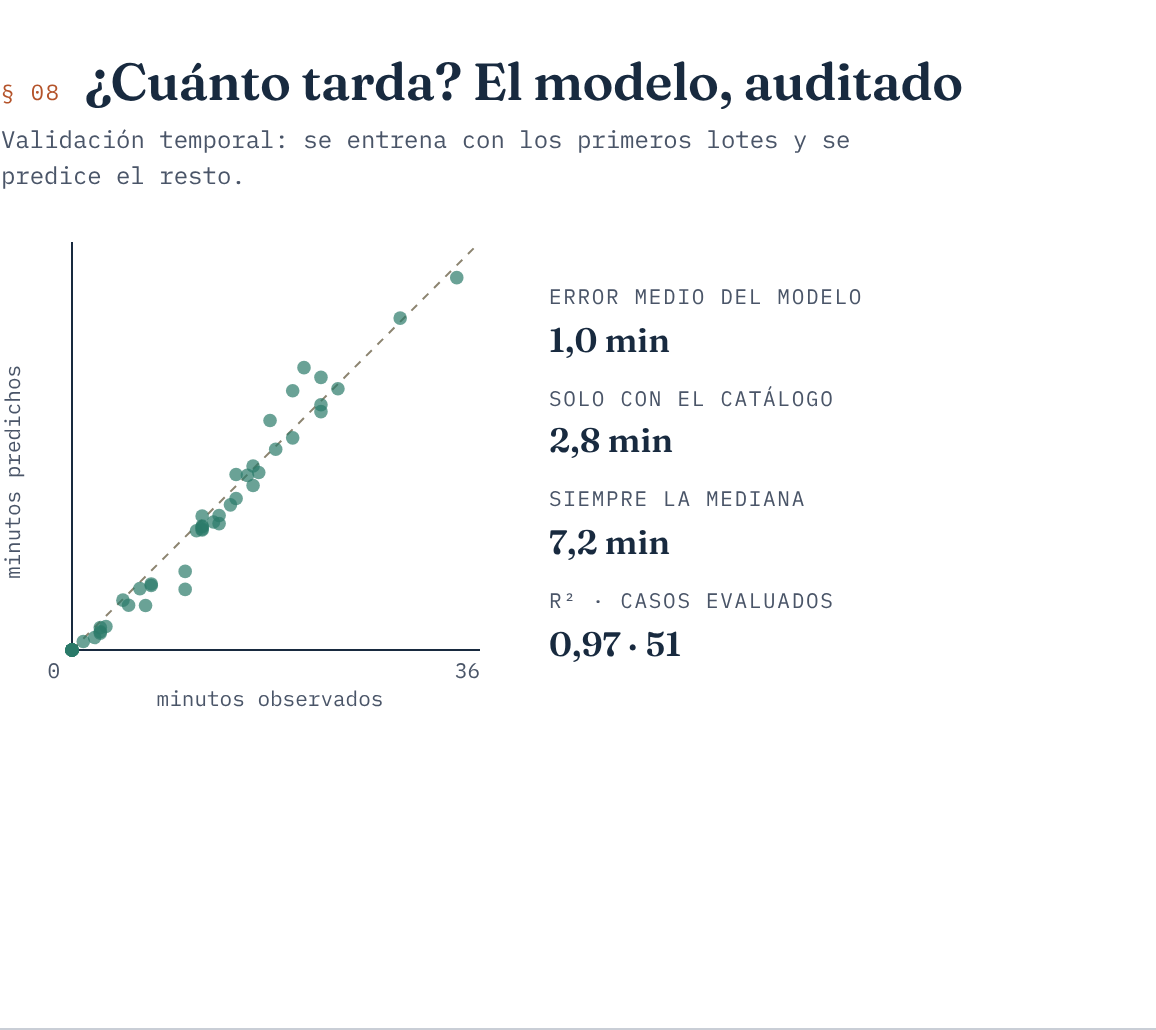 § 08 ¿Cuánto tarda? El modelo, auditado
Validación temporal: se entrena con los primeros lotes y se
predice el resto.
minutos predichos
0
36
minutos observados
ERROR MEDIO DEL MODELO
1,0 min
SOLO CON EL CATÁLOGO
2,8 min
SIEMPRE LA MEDIANA
7,2 min
R² · CASOS EVALUADOS
0,97 · 51